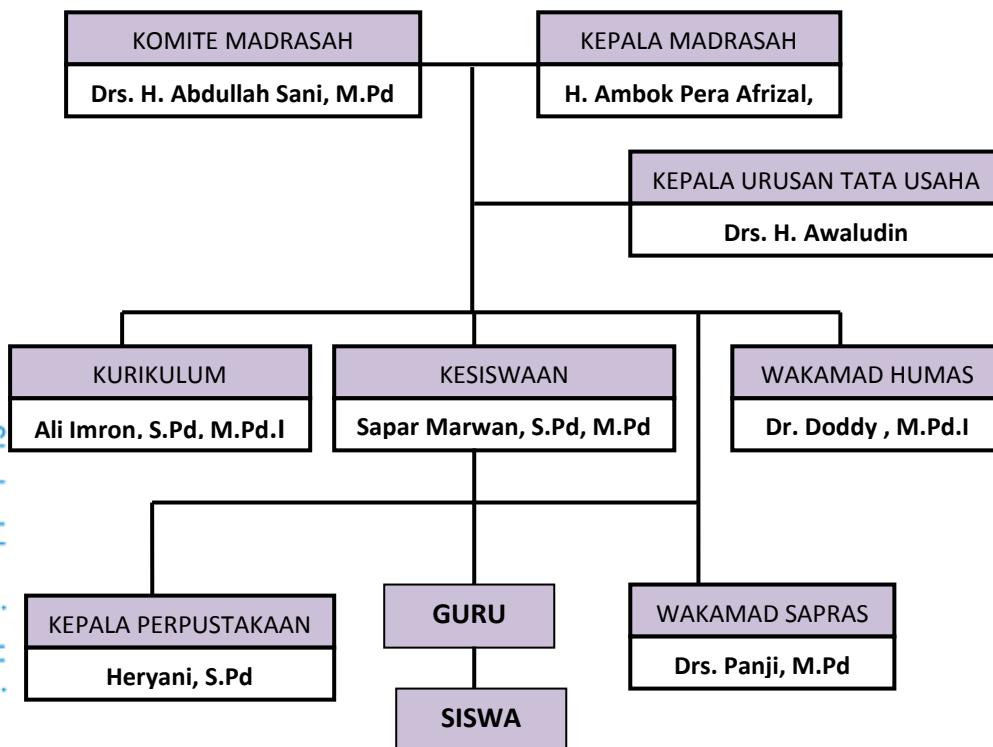 KOMITE MADRASAH
Drs. H. Abdullah Sani, M.Pd
KEPALA MADRASAH
H. Ambok Pera Afrizal,
KEPALA URUSAN TATA USAHA
Drs. H. Awaludin
KURIKULUM
Ali Imron, S.Pd, M.Pd.I
KESISWAAN
Sapar Marwan, S.Pd, M.Pd
WAKAMAD HUMAS
Dr. Doddy , M.Pd.I
KEPALA PERPUSTAKAAN
Heryani, S.Pd
GURU
WAKAMAD SAPRAS
Drs. Panji, M.Pd
SISWA